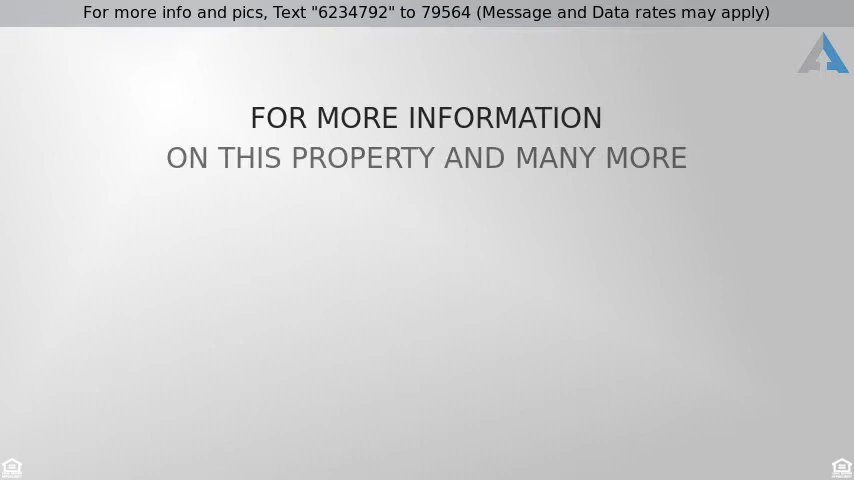 For more info and pics, Text "6234792" to 79564 (Message and Data rates may apply)
FOR MORE INFORMATION
ON THIS PROPERTY AND MANY MORE